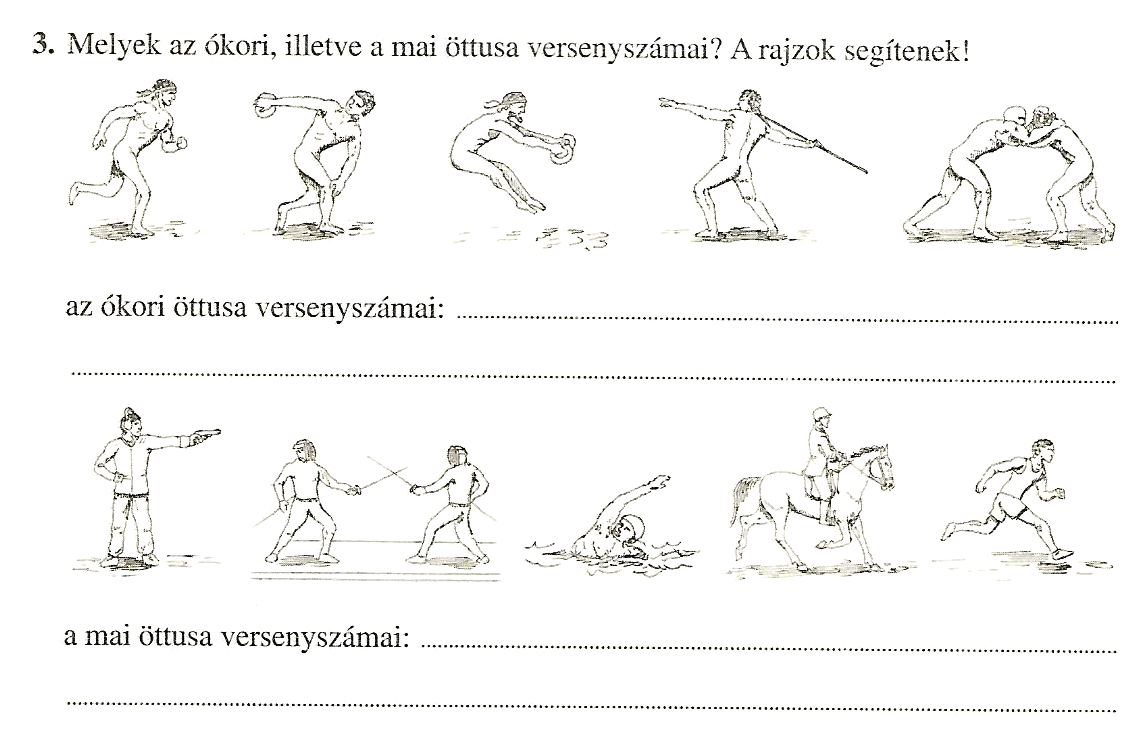 3. Melyek az ókori, illetve a mai öttusa versenyszámai? A rajzok segítenek!
az ókori öttusa versenyszámai:
a mai öttusa versenyszámai: